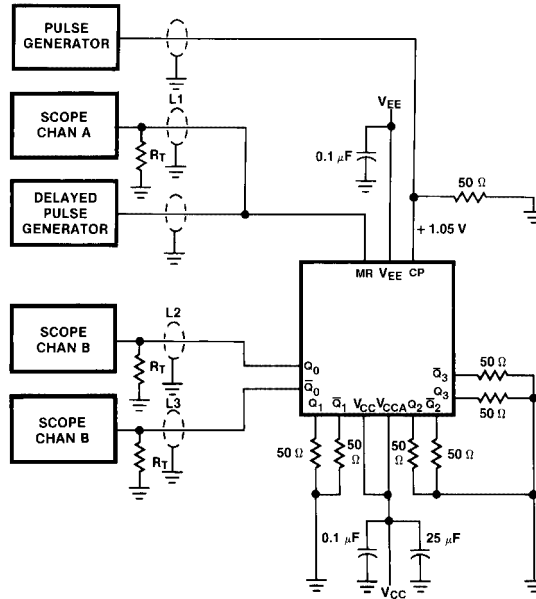 PULSE
GENERATOR
SCOPE
CHAN A
L1
R_T
DELAYED
PULSE
GENERATOR
V_EE
0.1 µF
50 Ω
+ 1.05 V
MR V_EE CP
SCOPE
CHAN B
L2
R_T
SCOPE
CHAN B
L3
R_T
Q_0
Q̅_0
Q_1 Q̅_1 V_CC V_CCA Q_2 Q̅_2
Q̅_3
Q_3
50 Ω
50 Ω
50 Ω
50 Ω
50 Ω
50 Ω
0.1 µF
25 µF
V_CC